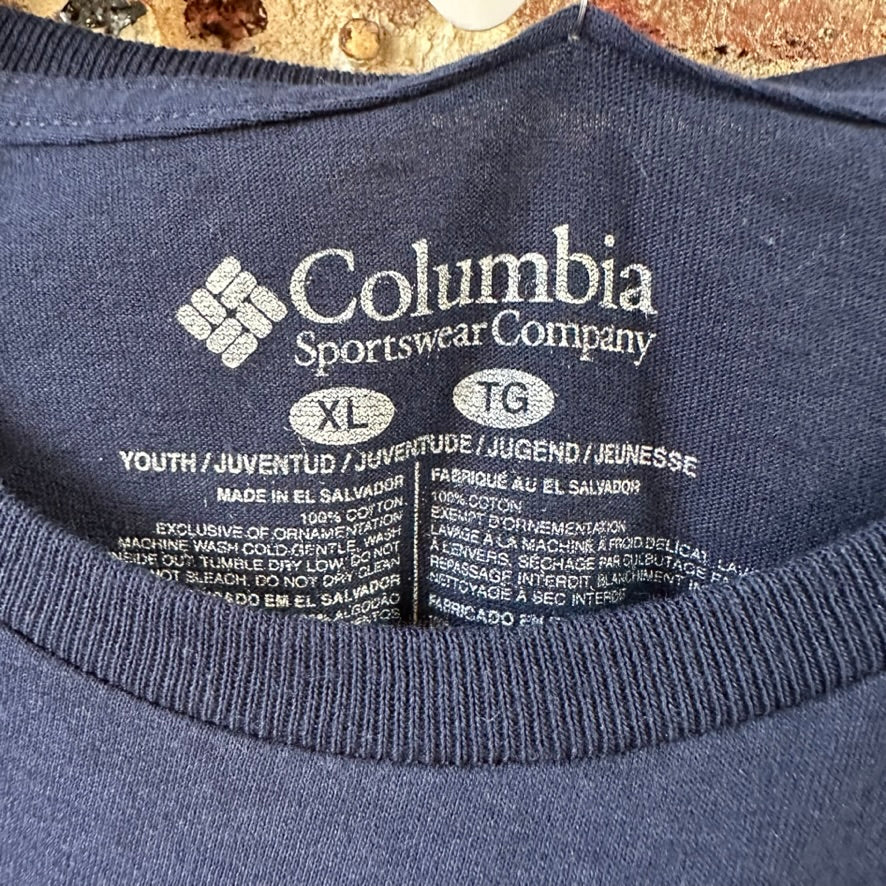 Columbia
Sportswear Company
XL TG
YOUTH / JUVENTUD / JUVENTUDE / JUGEND / JEUNESSE
MADE IN EL SALVADOR
100% COTTON
EXCLUSIVE OF ORNAMENTATION
MACHINE WASH COLD GENTLE, WASH
INSIDE OUT TUMBLE DRY LOW, DO NOT
NOT BLEACH, DO NOT DRY CLEAN
EM EL SALVADOR
ALGODÃO
FABRIQUÉ AU EL SALVADOR
100% COTON
EXEMPT D'ORNEMENTATION
LAVAGE À LA MACHINE À FROID DÉLICAT,
À L'ENVERS, SÉCHAGE PAR CULBUTAGE
REPASSAGE INTERDIT, BLANCHIMENT
NETTOYAGE À SEC INTERDIT
FABRICADO